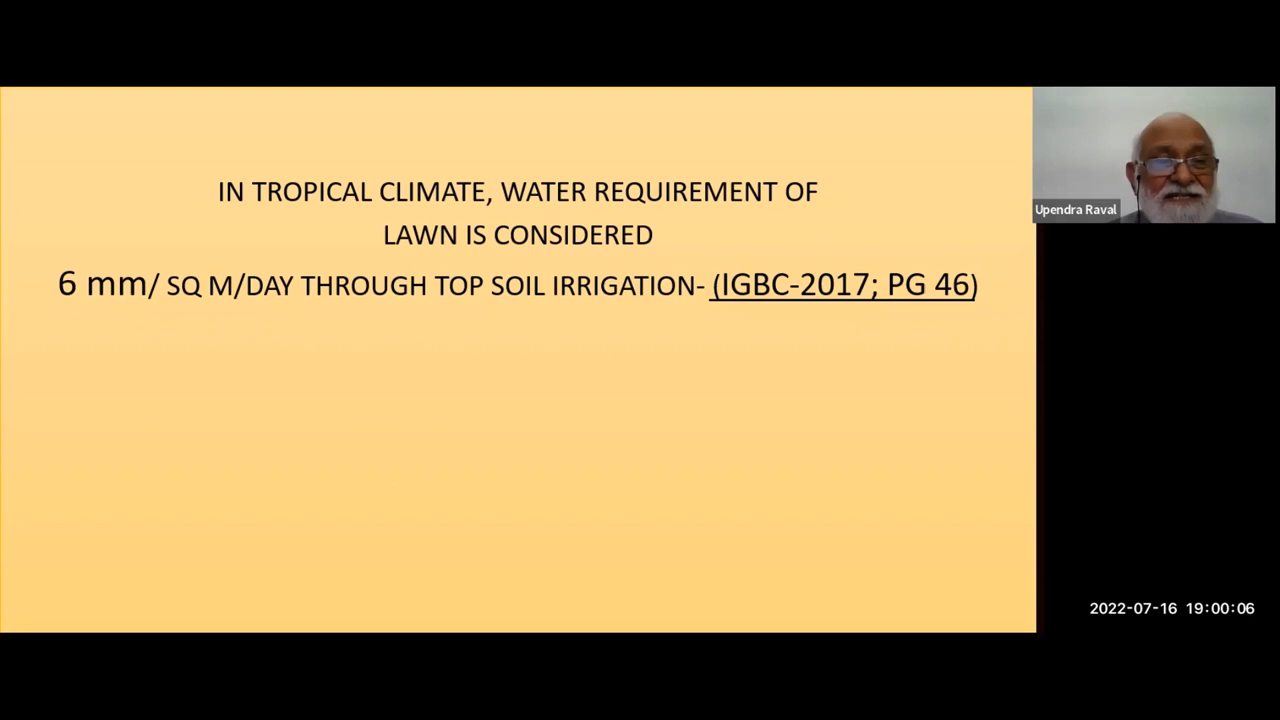 IN TROPICAL CLIMATE, WATER REQUIREMENT OF
LAWN IS CONSIDERED
6 mm/ SQ M/DAY THROUGH TOP SOIL IRRIGATION- (IGBC-2017; PG 46)
Upendra Raval
2022-07-16 19:00:06